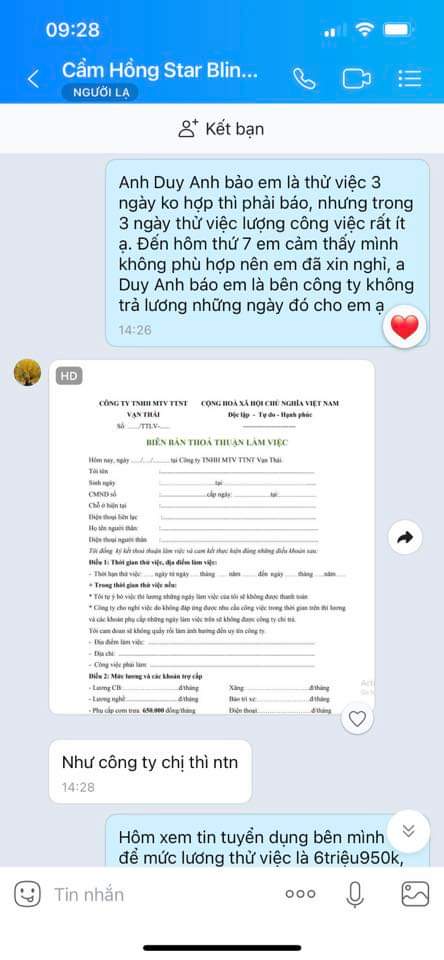 09:28
Cẩm Hồng Star Blin...
NGƯỜI LẠ
Kết bạn
Anh Duy Anh bảo em là thử việc 3
ngày ko hợp thì phải báo, nhưng trong
3 ngày thử việc lượng công việc rất ít
ạ. Đến hôm thứ 7 em cảm thấy mình
không phù hợp nên em đã xin nghỉ, a
Duy Anh báo em là bên công ty không
trả lương những ngày đó cho em ạ
14:26
HD
CÔNG TY TNHH MTV TTNT CỘNG HOÀ XÃ HỘI CHỦ NGHĨA VIỆT NAM
VẠN THÁI Độc lập - Tự do - Hạnh phúc
Số ...../TTLV-.....
BIÊN BẢN THOẢ THUẬN LÀM VIỆC
Hôm nay, ngày ..../..../........ tại Công ty TNHH MTV TTNT Vạn Thái.
Tôi tên :
Sinh ngày : tại:
CMND số : cấp ngày: tại:
Chỗ ở hiện tại :
Điện thoại liên lạc :
Họ tên người thân :
Điện thoại người thân :
Tôi đồng ý ký kết thoả thuận làm việc và cam kết thực hiện đúng những điều khoản sau:
Điều 1: Thời gian thử việc, địa điểm làm việc:
- Thời hạn thử việc: .... ngày từ ngày .... tháng .... năm ..... đến ngày ..... tháng ....năm....
+ Trong thời gian thử việc nếu:
* Tôi tự ý bỏ việc thì lương những ngày làm việc của tôi sẽ không được thanh toán
* Công ty cho nghỉ việc do không đáp ứng được nhu cầu công việc trong thời gian trên thì lương
và các khoản phụ cấp những ngày làm việc trên sẽ không được công ty chi trả.
Tôi cam đoan sẽ không quấy rối làm ảnh hưởng đến uy tín công ty.
- Địa điểm làm việc:
- Địa chỉ:
- Công việc phải làm:
Điều 2: Mức lương và các khoản trợ cấp
- Lương CB: đ/tháng Xăng đ/tháng
- Lương nghề: đ/tháng Bảo trì xe: đ/tháng
- Phụ cấp cơm trưa: 650.000 đồng/tháng Điện thoại: đ/tháng
Như công ty chị thì ntn
14:28
Hôm xem tin tuyển dụng bên mình
để mức lương thử việc là 6triệu950k,
Tin nhắn